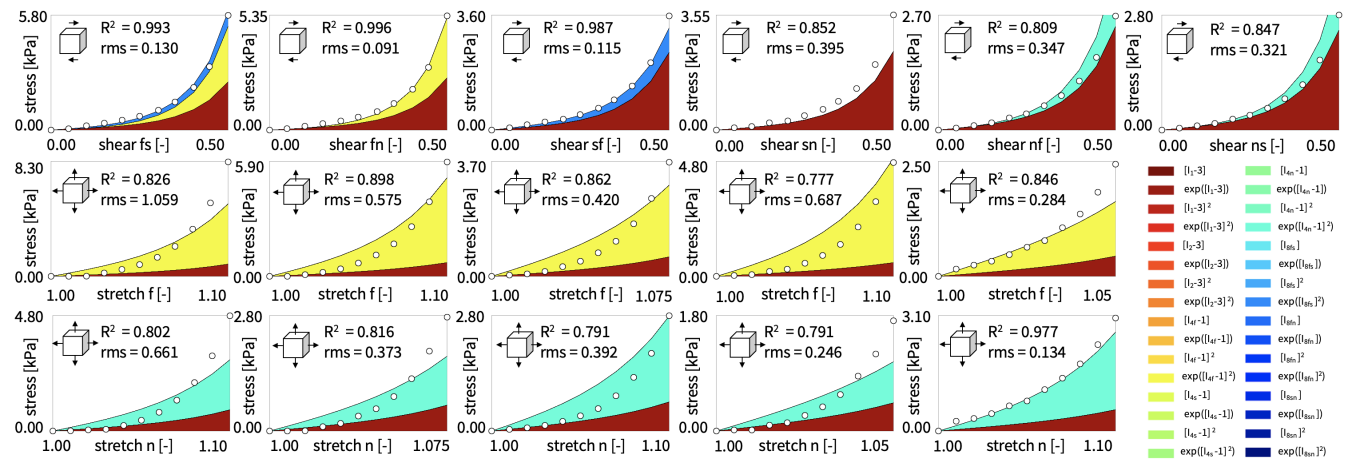 5.80
stress [kPa]
0.00
R² = 0.993
rms = 0.130
0.00 shear fs [-] 0.50
5.35
stress [kPa]
0.00
R² = 0.996
rms = 0.091
0.00 shear fn [-] 0.50
3.60
stress [kPa]
0.00
R² = 0.987
rms = 0.115
0.00 shear sf [-] 0.50
3.55
stress [kPa]
0.00
R² = 0.852
rms = 0.395
0.00 shear sn [-] 0.50
2.70
stress [kPa]
0.00
R² = 0.809
rms = 0.347
0.00 shear nf [-] 0.50
2.80
stress [kPa]
0.00
R² = 0.847
rms = 0.321
0.00 shear ns [-] 0.50
8.30
stress [kPa]
0.00
R² = 0.826
rms = 1.059
1.00 stretch f [-] 1.10
5.90
stress [kPa]
0.00
R² = 0.898
rms = 0.575
1.00 stretch f [-] 1.10
3.70
stress [kPa]
0.00
R² = 0.862
rms = 0.420
1.00 stretch f [-] 1.075
4.80
stress [kPa]
0.00
R² = 0.777
rms = 0.687
1.00 stretch f [-] 1.10
2.50
stress [kPa]
0.00
R² = 0.846
rms = 0.284
1.00 stretch f [-] 1.05
4.80
stress [kPa]
0.00
R² = 0.802
rms = 0.661
1.00 stretch n [-] 1.10
2.80
stress [kPa]
0.00
R² = 0.816
rms = 0.373
1.00 stretch n [-] 1.075
2.80
stress [kPa]
0.00
R² = 0.791
rms = 0.392
1.00 stretch n [-] 1.10
1.80
stress [kPa]
0.00
R² = 0.791
rms = 0.246
1.00 stretch n [-] 1.05
3.10
stress [kPa]
0.00
R² = 0.977
rms = 0.134
1.00 stretch n [-] 1.10
[I₁-3]
exp([I₁-3])
[I₁-3]²
exp([I₁-3]²)
[I₂-3]
exp([I₂-3])
[I₂-3]²
exp([I₂-3]²)
[I₄f-1]
exp([I₄f-1])
[I₄f-1]²
exp([I₄f-1]²)
[I₄s-1]
exp([I₄s-1])
[I₄s-1]²
exp([I₄s-1]²)
[I₄n-1]
exp([I₄n-1])
[I₄n-1]²
exp([I₄n-1]²)
[I₈fs]
exp([I₈fs])
[I₈fs]²
exp([I₈fs]²)
[I₈fn]
exp([I₈fn])
[I₈fn]²
exp([I₈fn]²)
[I₈sn]
exp([I₈sn])
[I₈sn]²
exp([I₈sn]²)